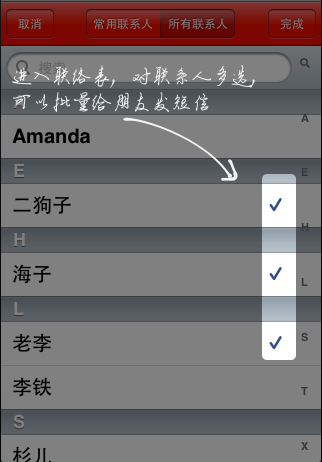 取消 常用联系人 所有联系人 完成
搜索
进入联络表，对联系人多选，
可以批量给朋友发短信
A
Amanda
E
E
二狗子
H
H
海子
L
L
老李
S
李铁
T
S
X
杉儿